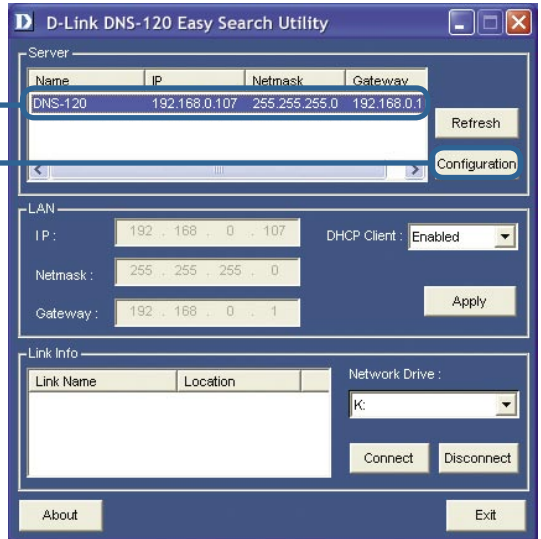 D D-Link DNS-120 Easy Search Utility
Server
Name IP Netmask Gateway
DNS-120 192.168.0.107 255.255.255.0 192.168.0.1
Refresh
Configuration
LAN
IP: 192 . 168 . 0 . 107 DHCP Client : Enabled
Netmask : 255 . 255 . 255 . 0
Gateway : 192 . 168 . 0 . 1 Apply
Link Info
Link Name Location Network Drive :
K:
Connect Disconnect
About Exit